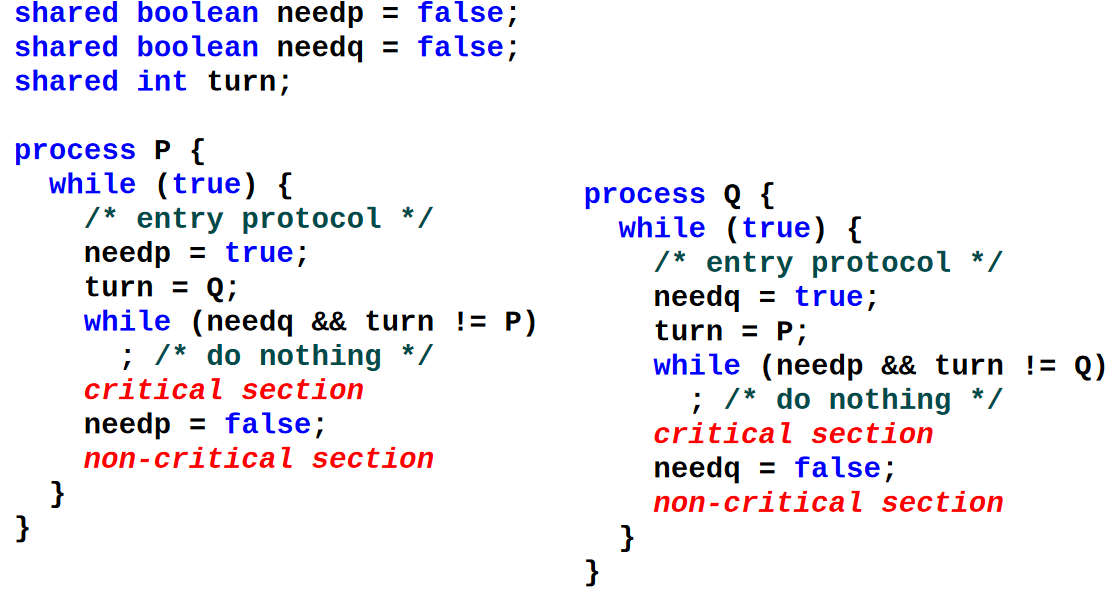 shared boolean needp = false;
shared boolean needq = false;
shared int turn;
process P {
while (true) {
/* entry protocol */
needp = true;
turn = Q;
while (needq && turn != P)
; /* do nothing */
critical section
needp = false;
non-critical section
}
}
process Q {
while (true) {
/* entry protocol */
needq = true;
turn = P;
while (needp && turn != Q)
; /* do nothing */
critical section
needq = false;
non-critical section
}
}